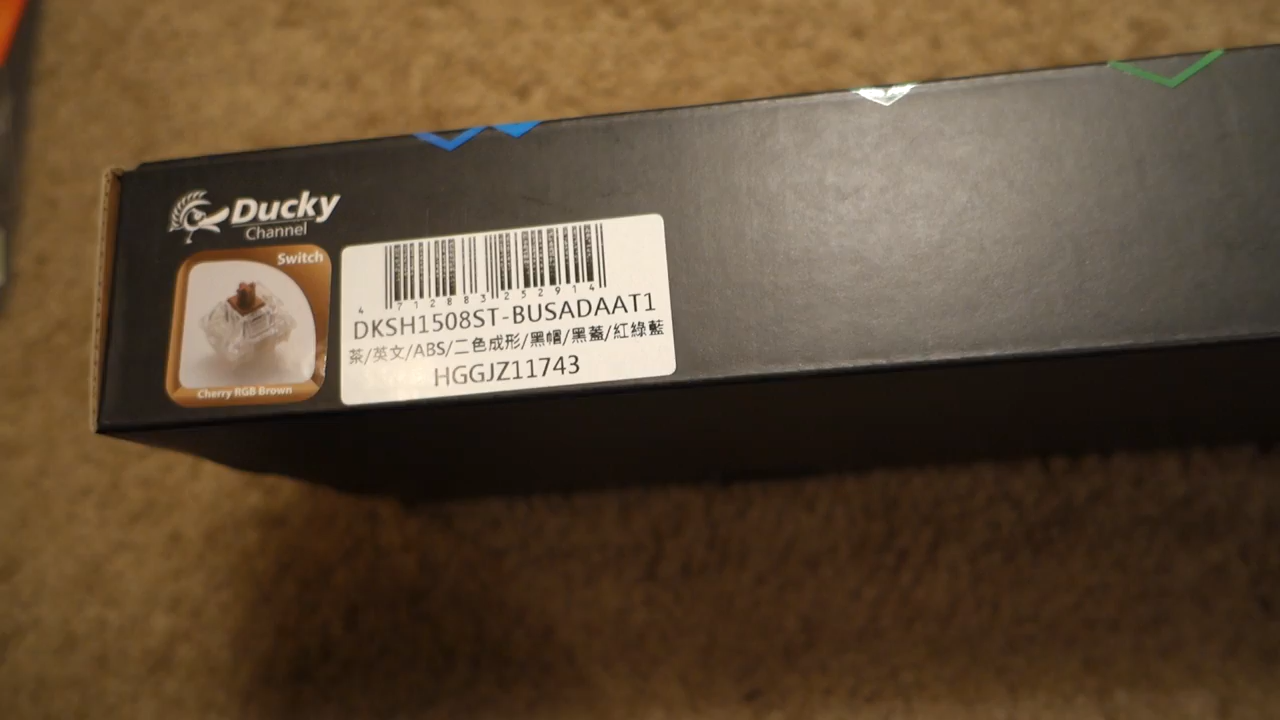 Ducky
Channel
Switch
Cherry RGB Brown
4 712883 252914
DKSH1508ST-BUSADAAT1
茶/英文/ABS/二色成形/黑帽/黑蓋/紅綠藍
HGGJZ11743